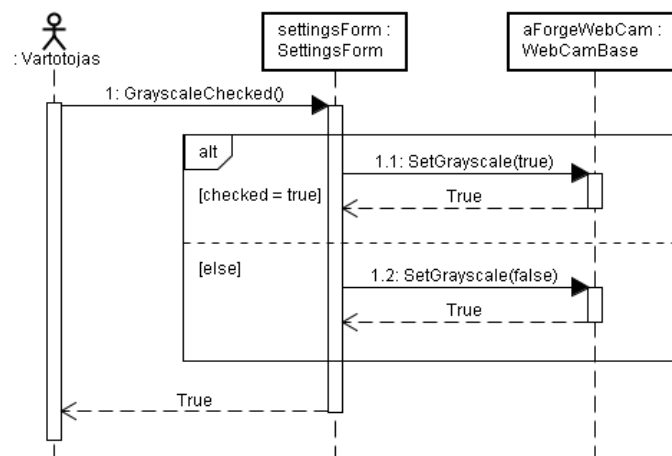 settingsForm :
SettingsForm
aForgeWebCam :
WebCamBase
: Vartotojas
1: GrayscaleChecked()
alt
1.1: SetGrayscale(true)
[checked = true]
True
[else]
1.2: SetGrayscale(false)
True
True